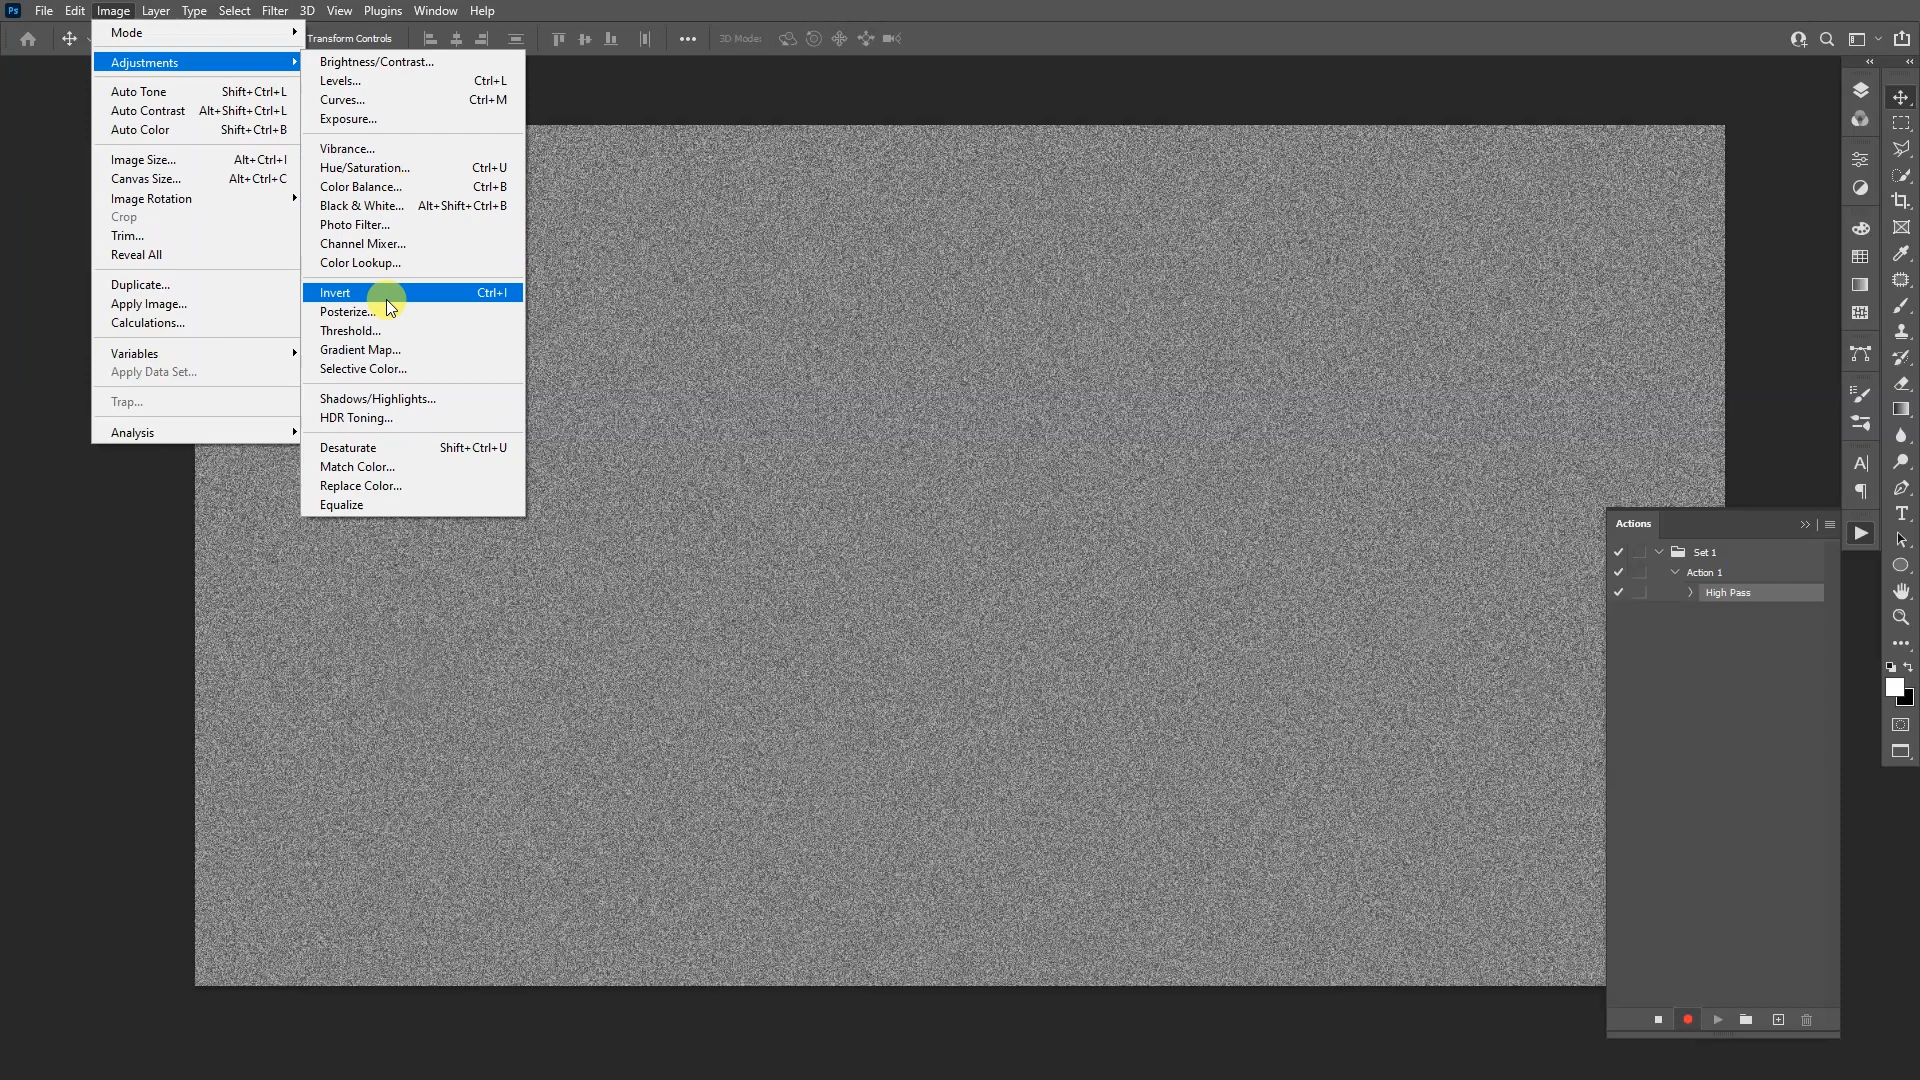 Ps File Edit Image Layer Type Select Filter 3D View Plugins Window Help
Transform Controls 3D Mode:
Mode
Adjustments
Auto Tone Shift+Ctrl+L
Auto Contrast Alt+Shift+Ctrl+L
Auto Color Shift+Ctrl+B
Image Size... Alt+Ctrl+I
Canvas Size... Alt+Ctrl+C
Image Rotation
Crop
Trim...
Reveal All
Duplicate...
Apply Image...
Calculations...
Variables
Apply Data Set...
Trap...
Analysis
Brightness/Contrast...
Levels... Ctrl+L
Curves... Ctrl+M
Exposure...
Vibrance...
Hue/Saturation... Ctrl+U
Color Balance... Ctrl+B
Black & White... Alt+Shift+Ctrl+B
Photo Filter...
Channel Mixer...
Color Lookup...
Invert Ctrl+I
Posterize...
Threshold...
Gradient Map...
Selective Color...
Shadows/Highlights...
HDR Toning...
Desaturate Shift+Ctrl+U
Match Color...
Replace Color...
Equalize
Actions
Set 1
Action 1
High Pass